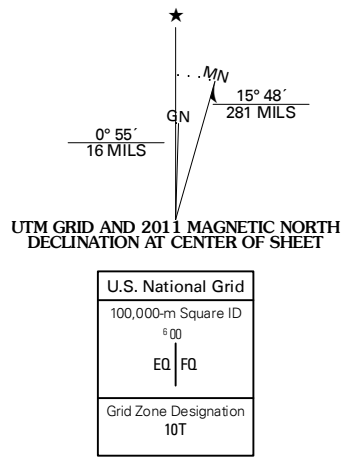 ★
MN
GN
15° 48´
281 MILS
0° 55´
16 MILS
UTM GRID AND 2011 MAGNETIC NORTH
DECLINATION AT CENTER OF SHEET
U.S. National Grid
100,000-m Square ID
⁶00
EQ FQ
Grid Zone Designation
10T